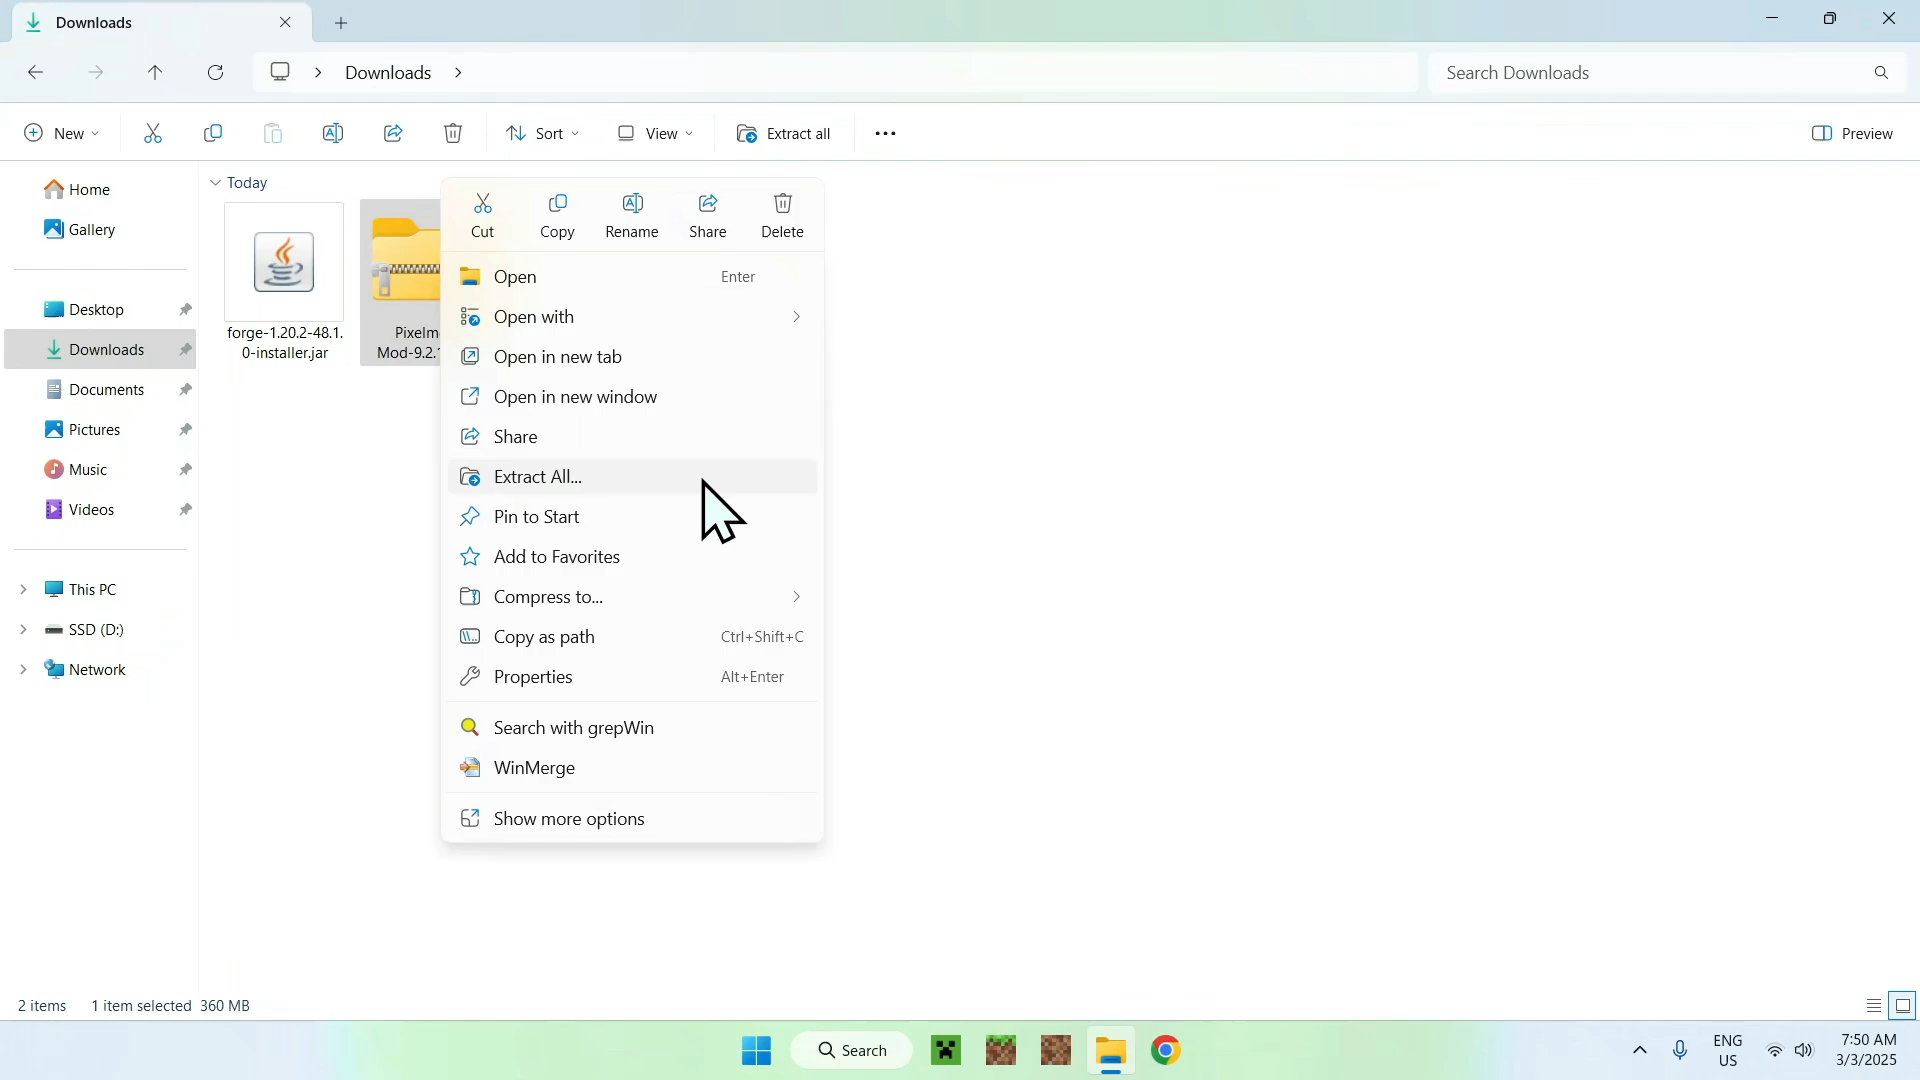 Downloads
Downloads
Search Downloads
New
Sort
View
Extract all
Preview
Home
Gallery
Desktop
Downloads
Documents
Pictures
Music
Videos
This PC
SSD (D:)
Network
Today
forge-1.20.2-48.1.
0-installer.jar
Pixelm
Mod-9.2.1
Cut Copy Rename Share Delete
Open Enter
Open with
Open in new tab
Open in new window
Share
Extract All...
Pin to Start
Add to Favorites
Compress to...
Copy as path Ctrl+Shift+C
Properties Alt+Enter
Search with grepWin
WinMerge
Show more options
2 items 1 item selected 360 MB
Search
ENG
US
7:50 AM
3/3/2025